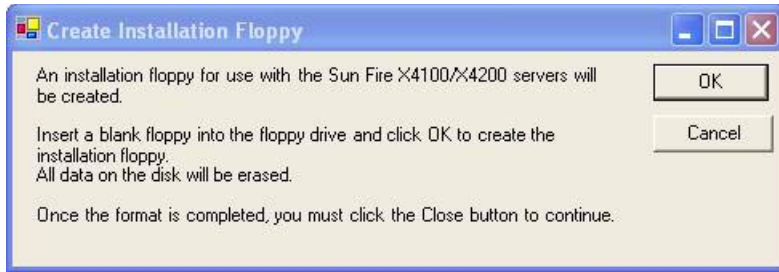 Create Installation Floppy
An installation floppy for use with the Sun Fire X4100/X4200 servers will
be created.
OK
Insert a blank floppy into the floppy drive and click OK to create the
installation floppy.
All data on the disk will be erased.
Cancel
Once the format is completed, you must click the Close button to continue.